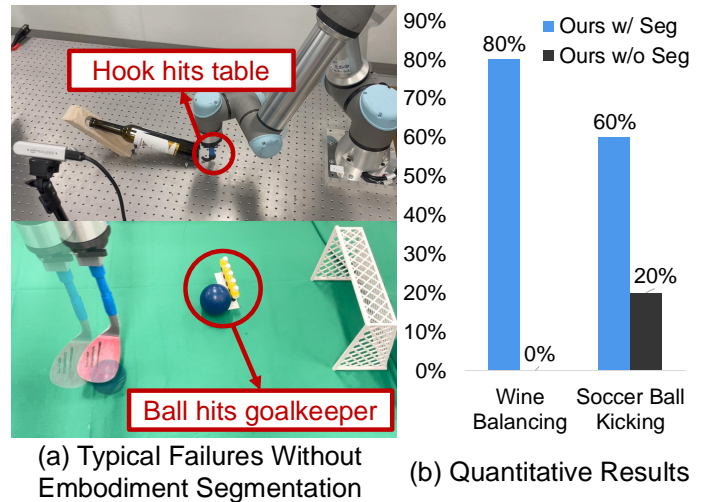 Hook hits table
Ball hits goalkeeper
(a) Typical Failures Without
Embodiment Segmentation
90%
80%
70%
60%
50%
40%
30%
20%
10%
0%
Ours w/ Seg
Ours w/o Seg
80%
0%
60%
20%
Wine
Balancing
Soccer Ball
Kicking
(b) Quantitative Results